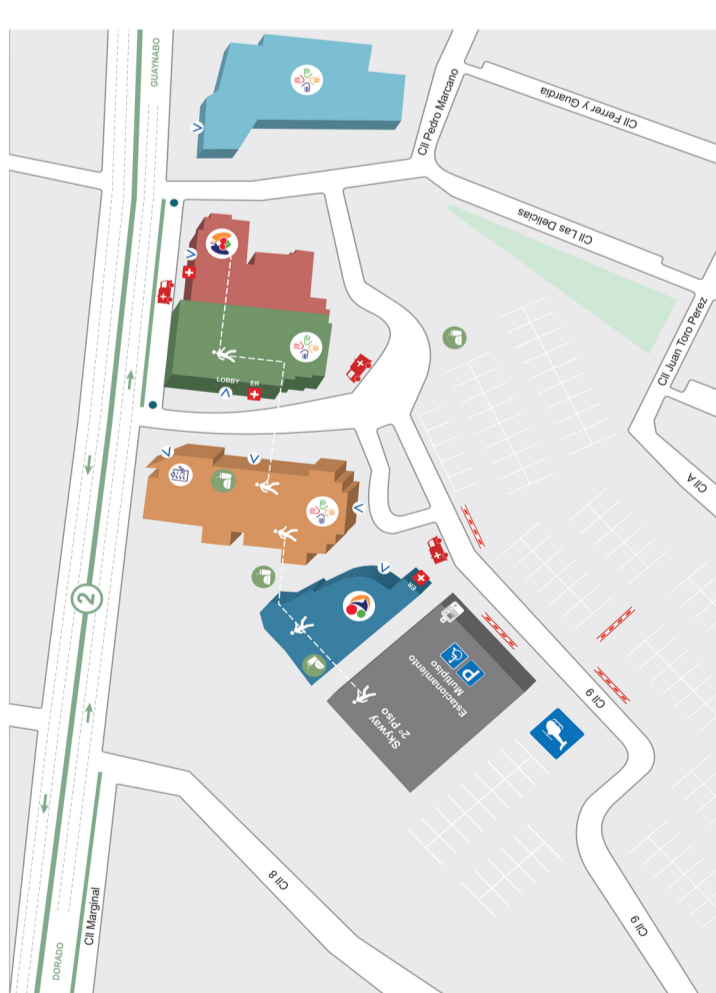 GUAYNABO
Cll Pedro Marcano
Cll Ferrer y Guardia
Cll Las Delicias
Cll Juan Toro Perez
Cll A
LOBBY
ER
2
ER
Skyway
2º Piso
Estacionamiento
Multipiso
P
Cll 9
Cll 8
Cll 9
Cll Marginal
DORADO